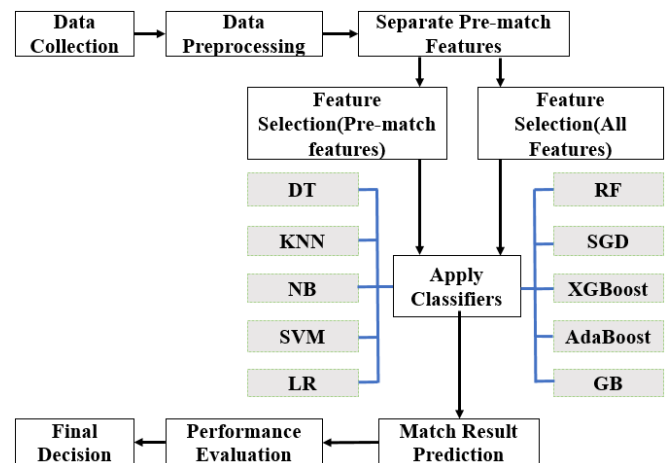 Data
Collection
Data
Preprocessing
Separate Pre-match
Features
Feature
Selection(Pre-match
features)
Feature
Selection(All
Features)
DT
KNN
NB
SVM
LR
Apply
Classifiers
RF
SGD
XGBoost
AdaBoost
GB
Final
Decision
Performance
Evaluation
Match Result
Prediction